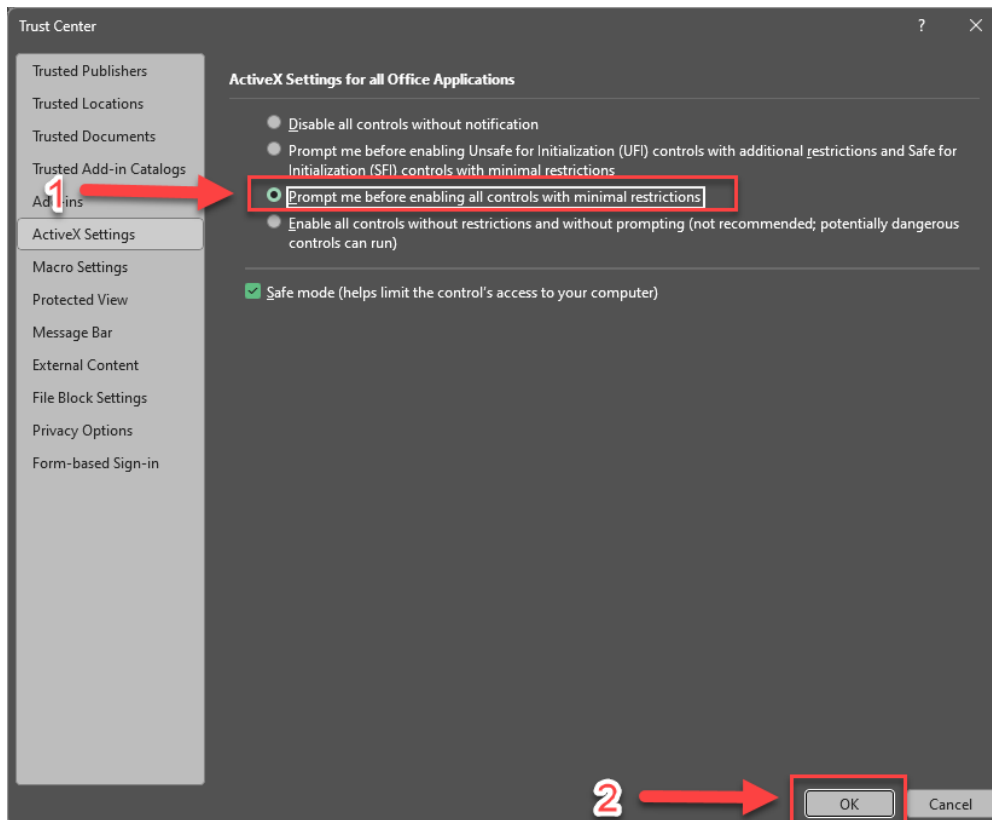 Trust Center
?
Trusted Publishers
Trusted Locations
Trusted Documents
Trusted Add-in Catalogs
Add-ins
ActiveX Settings
Macro Settings
Protected View
Message Bar
External Content
File Block Settings
Privacy Options
Form-based Sign-in
ActiveX Settings for all Office Applications
Disable all controls without notification
Prompt me before enabling Unsafe for Initialization (UFI) controls with additional restrictions and Safe for
Initialization (SFI) controls with minimal restrictions
1
Prompt me before enabling all controls with minimal restrictions
Enable all controls without restrictions and without prompting (not recommended; potentially dangerous
controls can run)
Safe mode (helps limit the control's access to your computer)
2
OK
Cancel